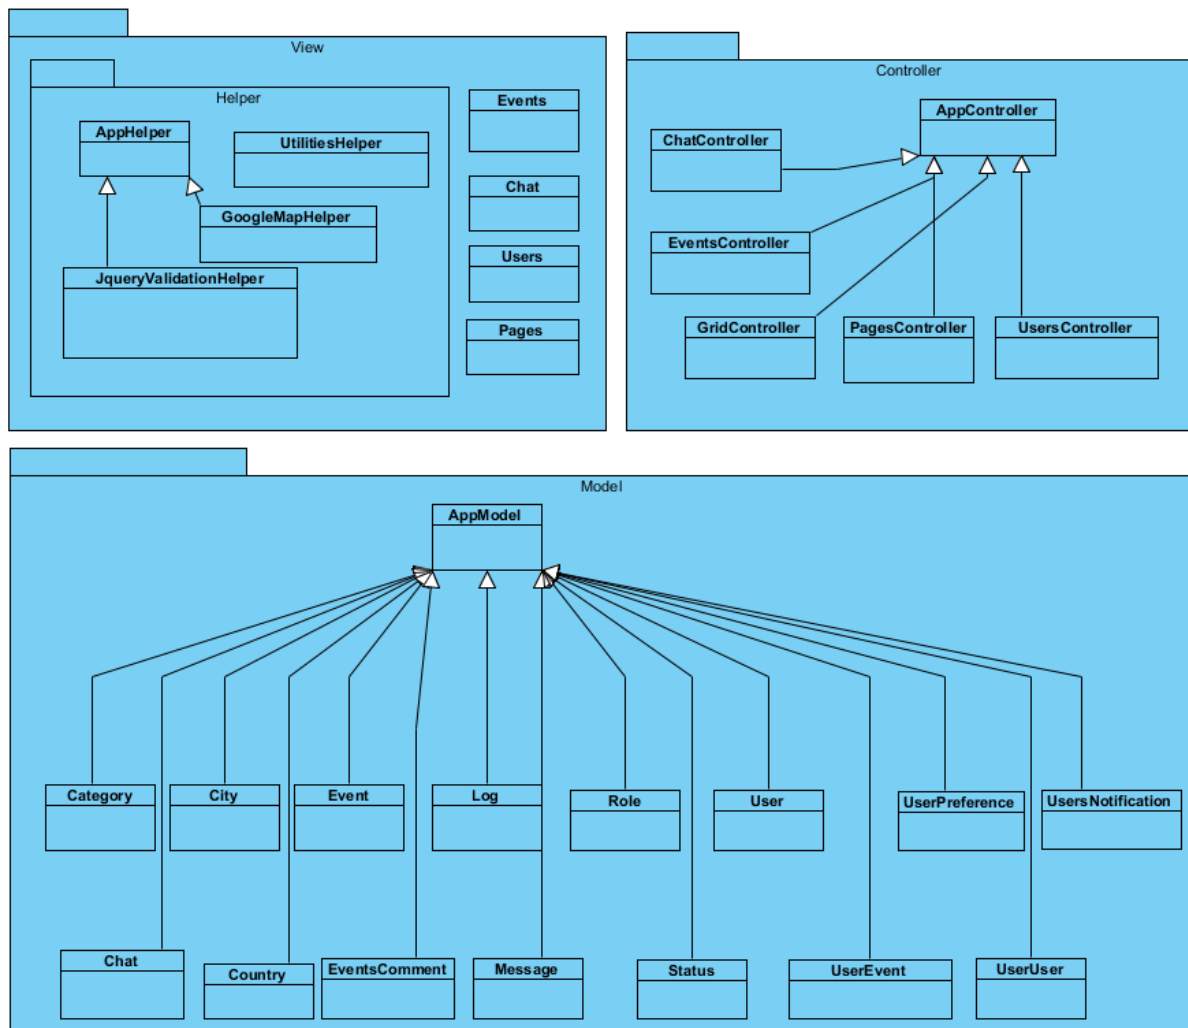 View
Helper
AppHelper
UtilitiesHelper
GoogleMapHelper
JqueryValidationHelper
Events
Chat
Users
Pages
Controller
AppController
ChatController
EventsController
GridController
PagesController
UsersController
Model
AppModel
Category
City
Event
Log
Role
User
UserPreference
UsersNotification
Chat
Country
EventsComment
Message
Status
UserEvent
UserUser